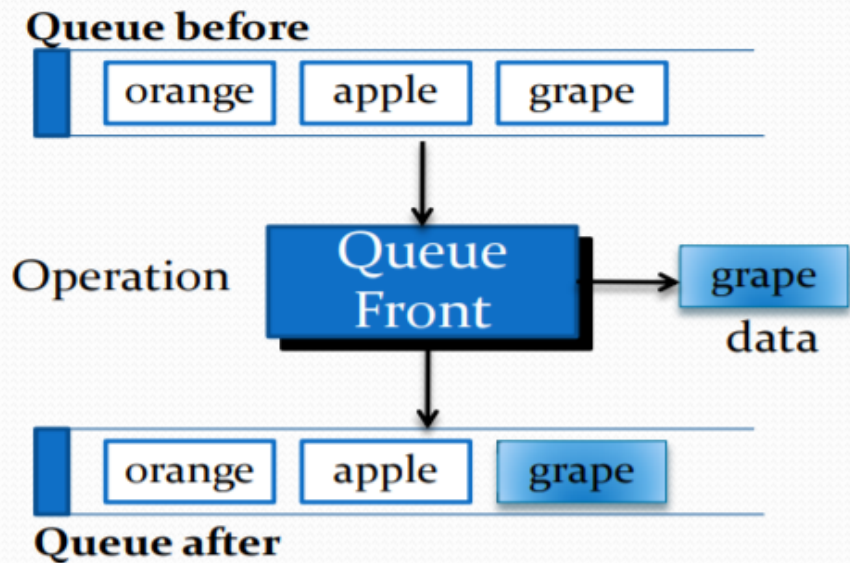 Queue before
orange apple grape
Operation
Queue
Front
grape
data
orange apple grape
Queue after